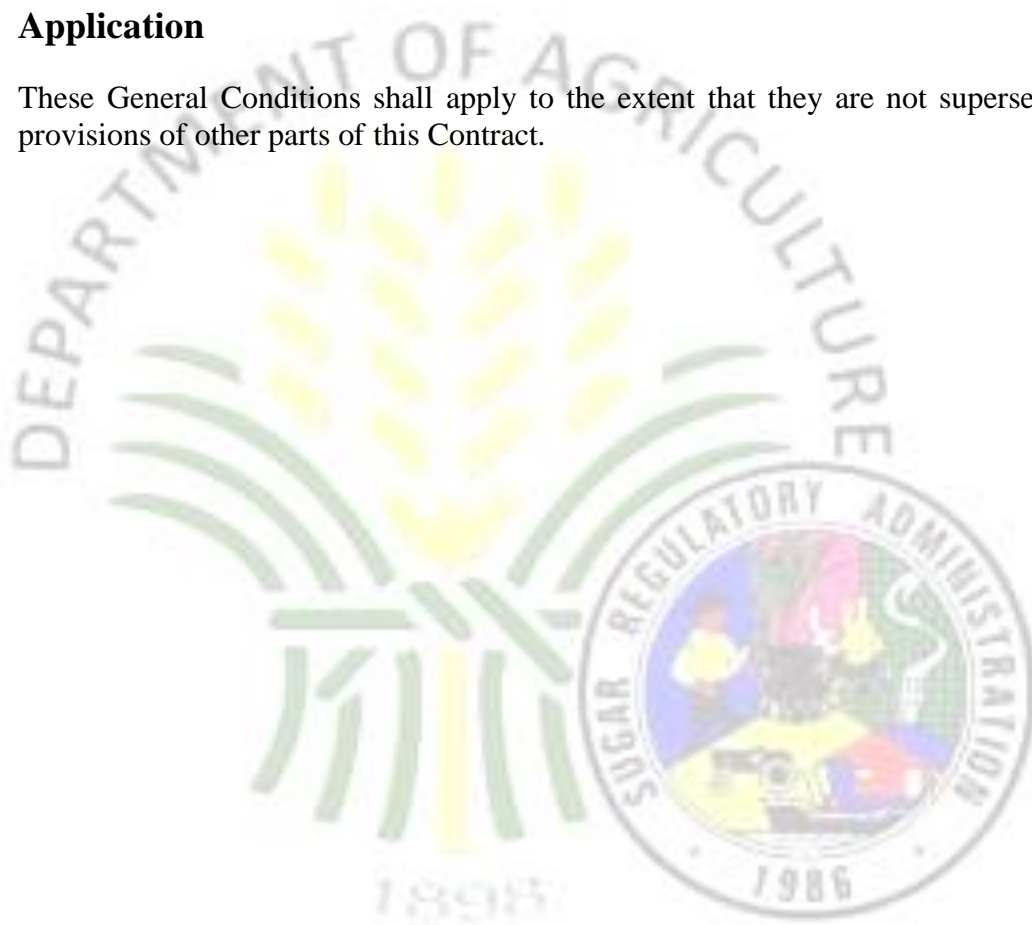 Application
These General Conditions shall apply to the extent that they are not superse
provisions of other parts of this Contract.
DEPARTMENT OF AGRICULTURE
SUGAR REGULATORY ADMINISTRATION
1986
1898